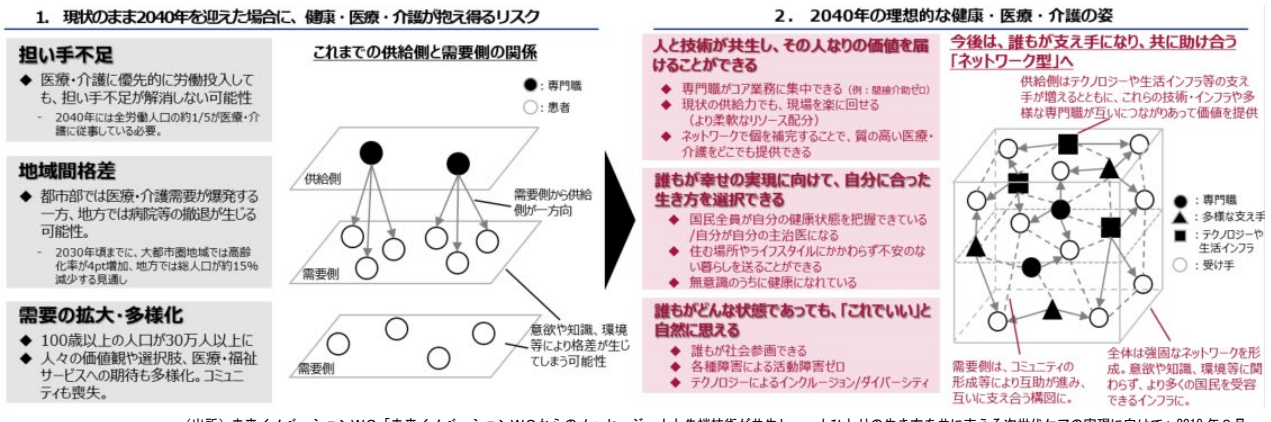 1. 現状のまま2040年を迎えた場合に、健康・医療・介護が抱え得るリスク
担い手不足
◆ 医療・介護に優先的に労働投入して
も、担い手不足が解消しない可能性
- 2040年には全労働人口の約1/5が医療・介
護に従事している必要。
地域間格差
◆ 都市部では医療・介護需要が爆発する
一方、地方では病院等の撤退が生じる
可能性。
- 2030年頃までに、大都市圏地域では高齢
化率が4pt増加、地方では総人口が約15%
減少する見通し
需要の拡大・多様化
◆ 100歳以上の人口が30万人以上に
◆ 人々の価値観や選択肢、医療・福祉
サービスへの期待も多様化。コミュニ
ティも喪失。
これまでの供給側と需要側の関係
●:専門職
○:患者
供給側
需要側から供給
側が一方向
需要側
需要側
意欲や知識、環境
等により格差が生じ
てしまう可能性
2. 2040年の理想的な健康・医療・介護の姿
人と技術が共生し、その人なりの価値を届
けることができる
◆ 専門職がコア業務に集中できる(例:間接介助ゼロ)
◆ 現状の供給力でも、現場を楽に回せる
(より柔軟なリソース配分)
◆ ネットワークで個を補完することで、質の高い医療・
介護をどこでも提供できる
誰もが幸せの実現に向けて、自分に合った
生き方を選択できる
◆ 国民全員が自分の健康状態を把握できている
/自分が自分の主治医になる
◆ 住む場所やライフスタイルにかかわらず不安のな
い暮らしを送ることができる
◆ 無意識のうちに健康になれている
誰もがどんな状態であっても、「これでいい」と
自然に思える
◆ 誰もが社会参画できる
◆ 各種障害による活動障害ゼロ
◆ テクノロジーによるインクルージョン/ダイバーシティ
今後は、誰もが支え手になり、共に助け合う
「ネットワーク型」へ
供給側はテクノロジーや生活インフラ等の支え
手が増えるとともに、これらの技術・インフラや多
様な専門職が互いにつながりあって価値を提供
●:専門職
▲:多様な支え手
■:テクノロジーや
生活インフラ
○:受け手
需要側は、コミュニティの
形成等により互助が進み、
互いに支え合う構図に。
全体は強固なネットワークを形
成。意欲や知識、環境等に関
わらず、より多くの国民を受容
できるインフラに。